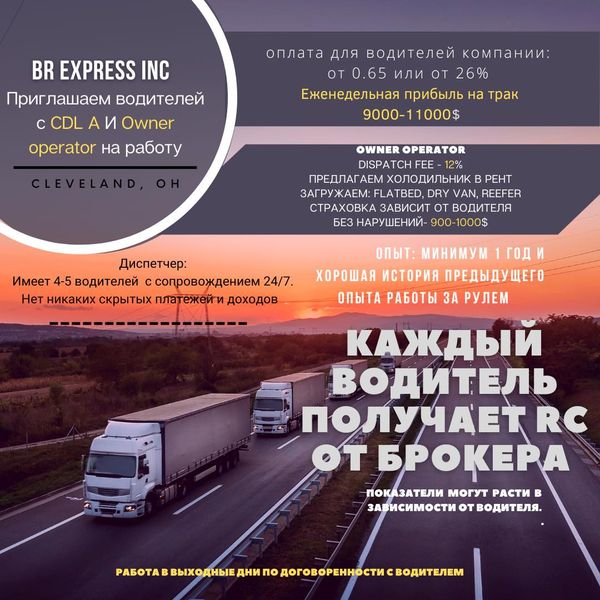 BR EXPRESS INC
Приглашаем водителей
с CDL A И Owner
operator на работу
CLEVELAND, OH
оплата для водителей компании:
от 0.65 или от 26%
Еженедельная прибыль на трак
9000-11000$
OWNER OPERATOR
DISPATCH FEE - 12%
ПРЕДЛАГАЕМ ХОЛОДИЛЬНИК В РЕНТ
ЗАГРУЖАЕМ: FLATBED, DRY VAN, REEFER
СТРАХОВКА ЗАВИСИТ ОТ ВОДИТЕЛЯ
БЕЗ НАРУШЕНИЙ- 900-1000$
Диспетчер:
Имеет 4-5 водителей с сопровождением 24/7.
Нет никаких скрытых платежей и доходов
ОПЫТ: МИНИМУМ 1 ГОД И
ХОРОШАЯ ИСТОРИЯ ПРЕДЫДУЩЕГО
ОПЫТА РАБОТЫ ЗА РУЛЕМ
КАЖДЫЙ
ВОДИТЕЛЬ
ПОЛУЧАЕТ RC
ОТ БРОКЕРА
ПОКАЗАТЕЛИ МОГУТ РАСТИ В
ЗАВИСИМОСТИ ОТ ВОДИТЕЛЯ.
.
РАБОТА В ВЫХОДНЫЕ ДНИ ПО ДОГОВОРЕННОСТИ С ВОДИТЕЛЕМ